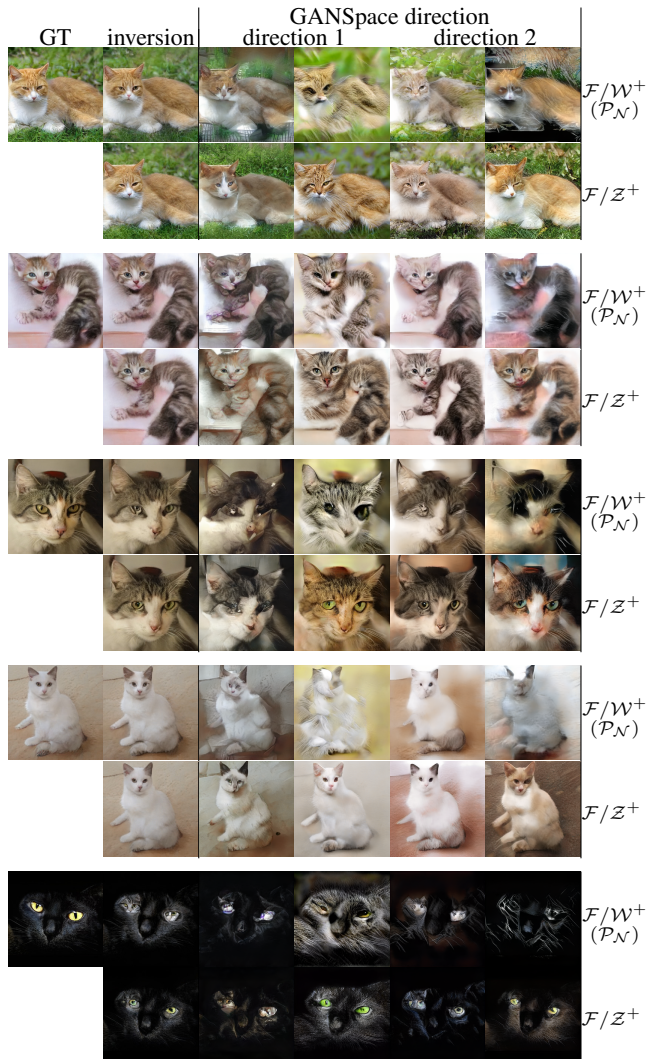 GANSpace direction
GT inversion direction 1 direction 2
F/W⁺
(P_N)
F/Z⁺
F/W⁺
(P_N)
F/Z⁺
F/W⁺
(P_N)
F/Z⁺
F/W⁺
(P_N)
F/Z⁺
F/W⁺
(P_N)
F/Z⁺